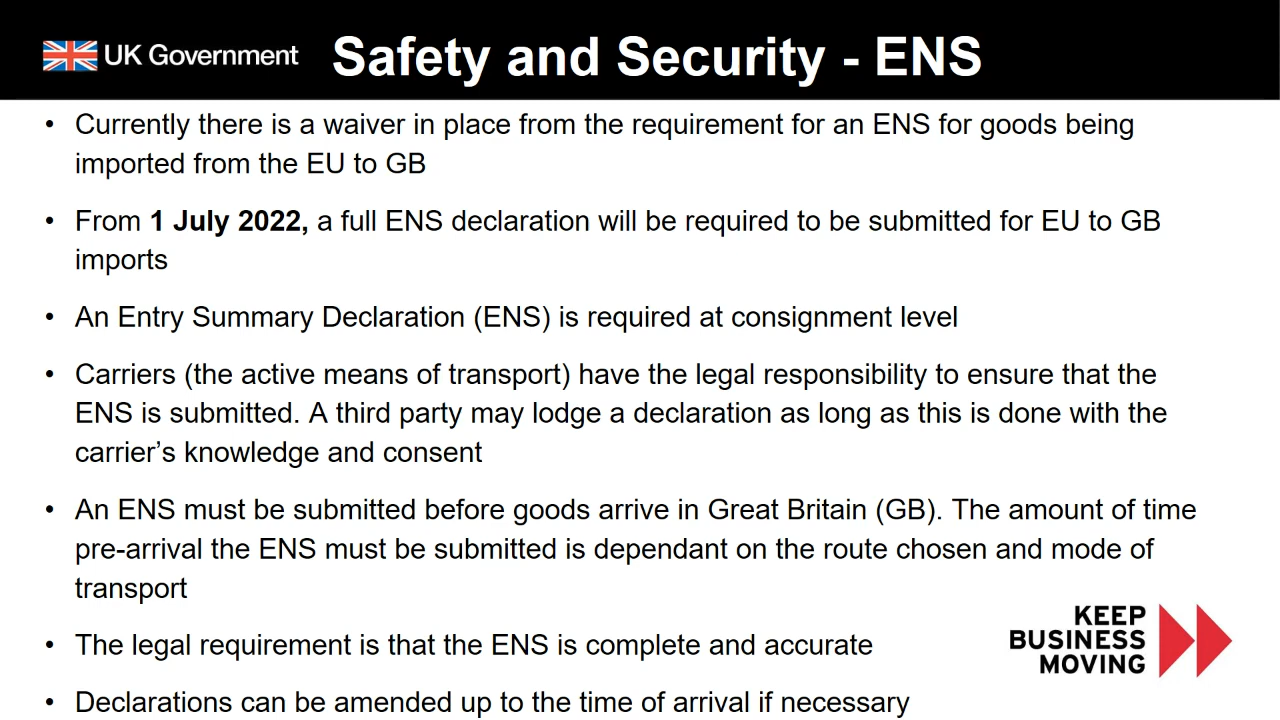 UK Government
Safety and Security - ENS
• Currently there is a waiver in place from the requirement for an ENS for goods being
imported from the EU to GB
• From 1 July 2022, a full ENS declaration will be required to be submitted for EU to GB
imports
• An Entry Summary Declaration (ENS) is required at consignment level
• Carriers (the active means of transport) have the legal responsibility to ensure that the
ENS is submitted. A third party may lodge a declaration as long as this is done with the
carrier’s knowledge and consent
• An ENS must be submitted before goods arrive in Great Britain (GB). The amount of time
pre-arrival the ENS must be submitted is dependant on the route chosen and mode of
transport
• The legal requirement is that the ENS is complete and accurate
• Declarations can be amended up to the time of arrival if necessary
KEEP
BUSINESS
MOVING